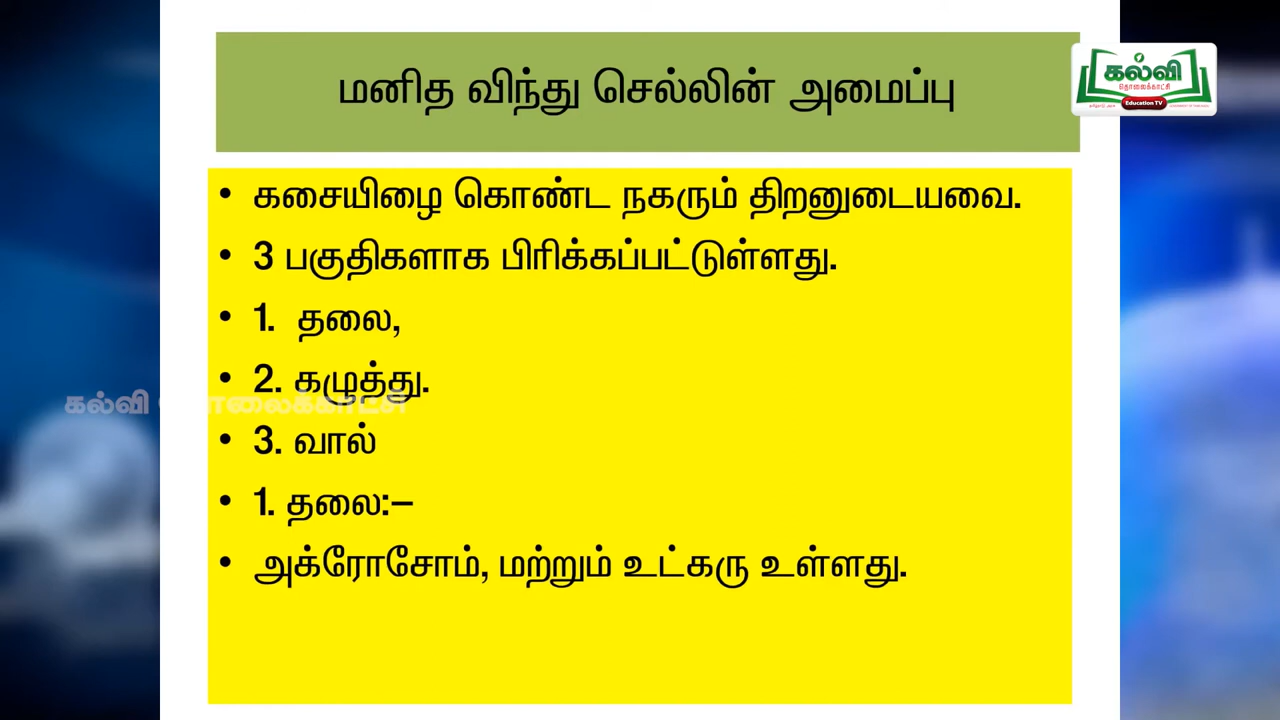 மனித விந்து செல்லின் அமைப்பு
கல்வி
தொலைக்காட்சி
Education TV
• கசையிழை கொண்ட நகரும் திறனுடையவை.
• 3 பகுதிகளாக பிரிக்கப்பட்டுள்ளது.
• 1. தலை,
• 2. கழுத்து.
கல்வி தொலைக்காட்சி
• 3. வால்
• 1. தலை:–
• அக்ரோசோம், மற்றும் உட்கரு உள்ளது.